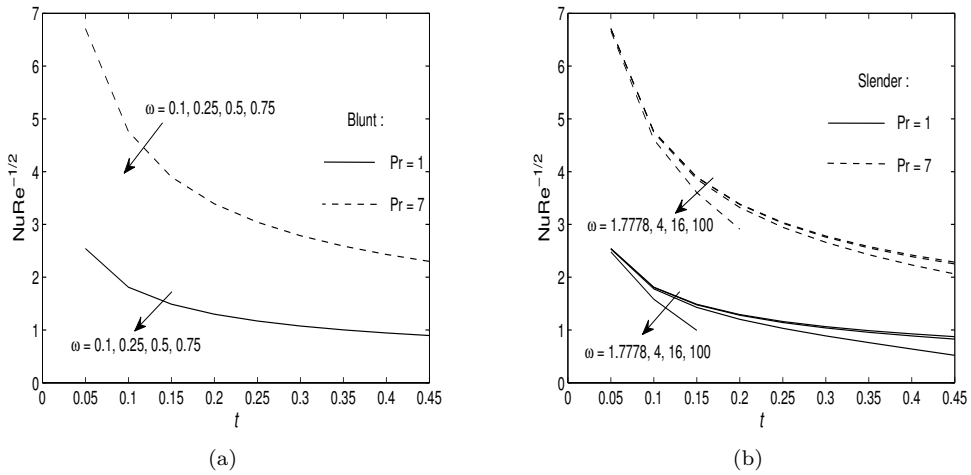 7
6
5
4
3
2
1
0
NuRe−1/2
ω = 0.1, 0.25, 0.5, 0.75
Blunt :
Pr = 1
Pr = 7
ω = 0.1, 0.25, 0.5, 0.75
0 0.05 0.1 0.15 0.2 0.25 0.3 0.35 0.4 0.45
t
(a)
7
6
5
4
3
2
1
0
NuRe−1/2
Slender :
Pr = 1
Pr = 7
ω = 1.7778, 4, 16, 100
ω = 1.7778, 4, 16, 100
0 0.05 0.1 0.15 0.2 0.25 0.3 0.35 0.4 0.45
t
(b)